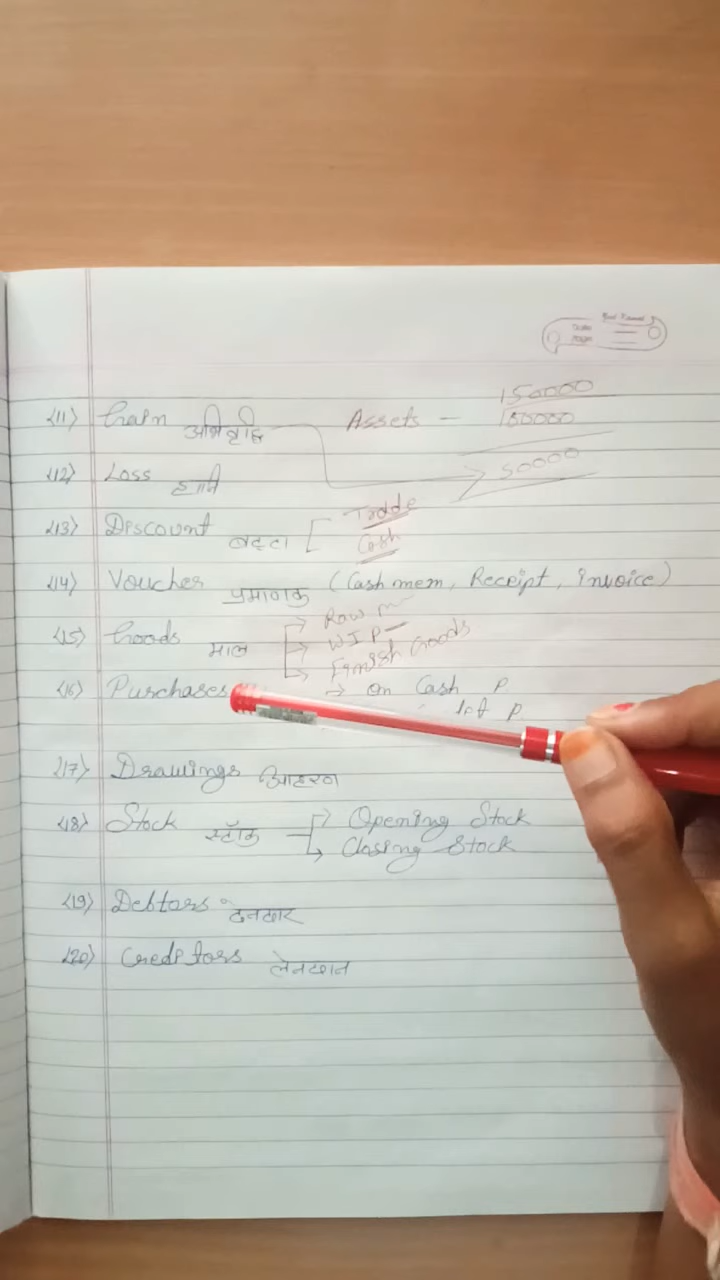 150000
<11> Gain अभिवृद्धि Assets - 100000
50000
<12> Loss हानि
Trade
<13> Discount बट्टा
Cash
<14> Voucher प्रमाणक (Cash mem, Receipt, invoice)
Raw m
<15> Goods माल
WIP
Finish Goods
<16> Purchases → on Cash P.
P.
<17> Drawings आहरण
<18> Stock स्टॉक → Opening Stock
→ Closing Stock
<19> Debtors देनदार
<20> Creditors लेनदान